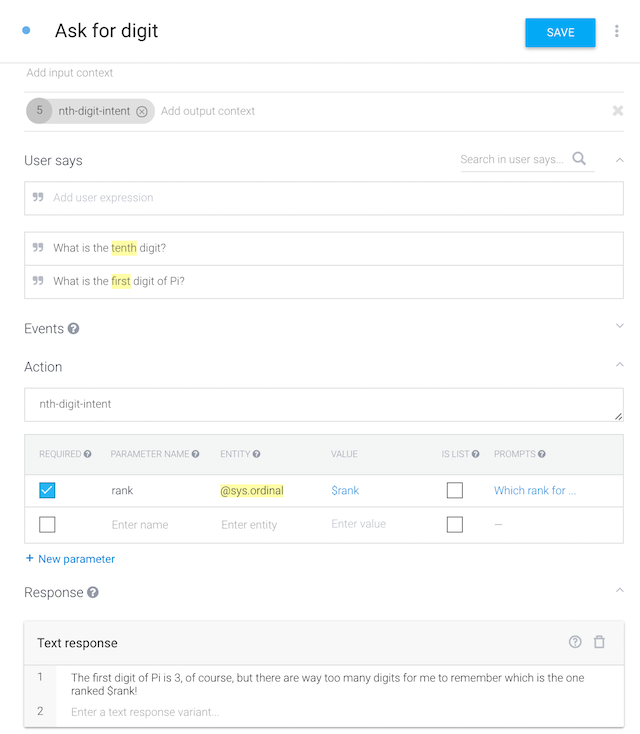 Ask for digit
SAVE
Add input context
5
nth-digit-intent
Add output context
User says
Search in user says...
Add user expression
What is the tenth digit?
What is the first digit of Pi?
Events
Action
nth-digit-intent
REQUIRED PARAMETER NAME ENTITY VALUE IS LIST PROMPTS
rank @sys.ordinal $rank Which rank for ...
Enter name Enter entity Enter value —
+ New parameter
Response
Text response
1 The first digit of Pi is 3, of course, but there are way too many digits for me to remember which is the one
ranked $rank!
2 Enter a text response variant...